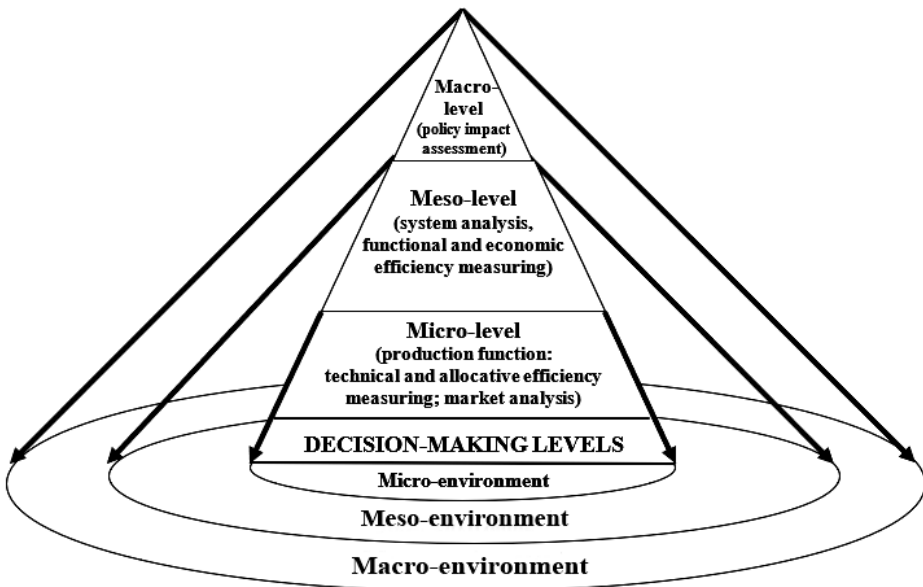 Macro-
level
(policy impact
assessment)
Meso-level
(system analysis,
functional and economic
efficiency measuring)
Micro-level
(production function:
technical and allocative efficiency
measuring; market analysis)
DECISION-MAKING LEVELS
Micro-environment
Meso-environment
Macro-environment